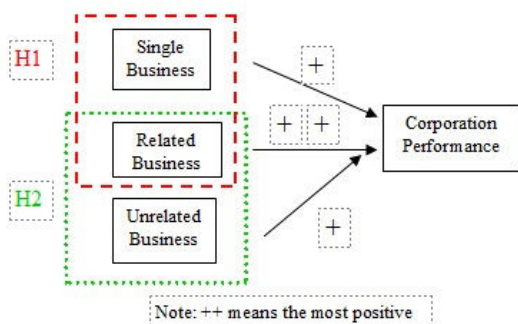 H1
Single
Business
+
+ +
Related
Business
Corporation
Performance
H2
Unrelated
Business
+
Note: ++ means the most positive